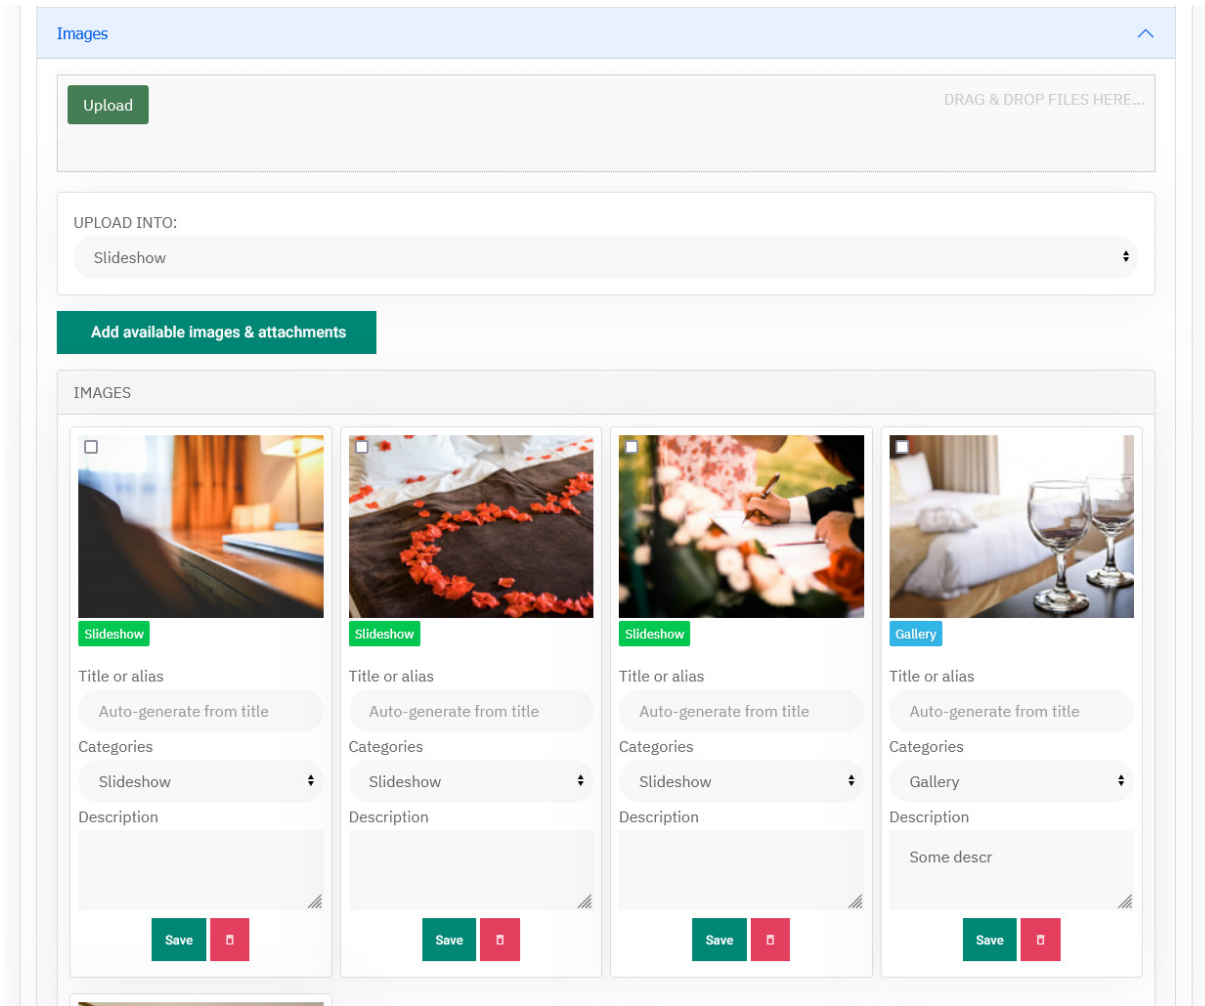 Images
Upload
DRAG & DROP FILES HERE...
UPLOAD INTO:
Slideshow
Add available images & attachments
IMAGES
Slideshow
Title or alias
Auto-generate from title
Categories
Slideshow
Description
Save
Slideshow
Title or alias
Auto-generate from title
Categories
Slideshow
Description
Save
Slideshow
Title or alias
Auto-generate from title
Categories
Slideshow
Description
Save
Gallery
Title or alias
Auto-generate from title
Categories
Gallery
Description
Some descr
Save